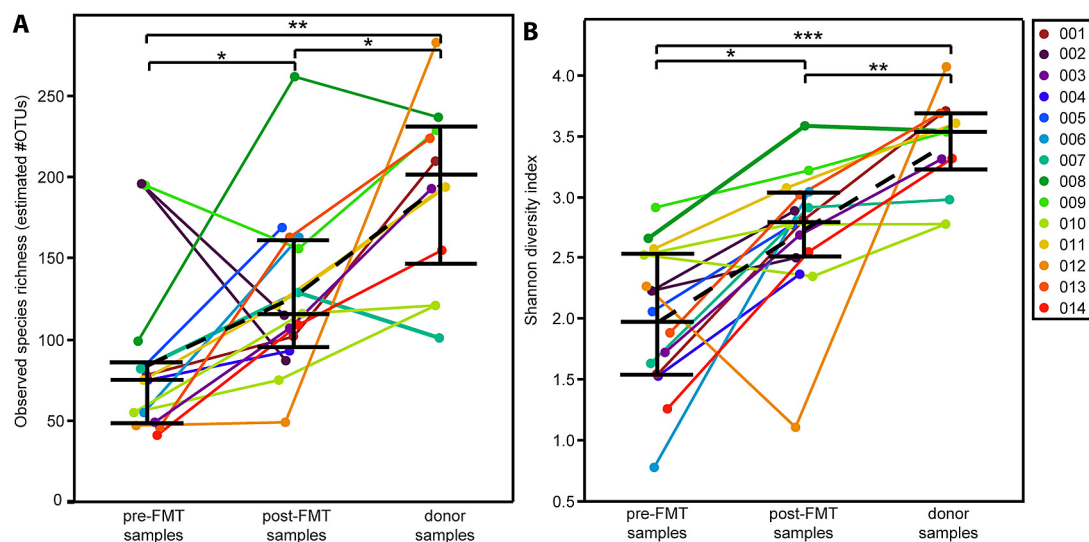 A
**
*
*
Observed species richness (estimated #OTUs)
250
200
150
100
50
0
pre-FMT
samples
post-FMT
samples
donor
samples
B
***
*
**
Shannon diversity index
4.0
3.5
3.0
2.5
2.0
1.5
1.0
0.5
pre-FMT
samples
post-FMT
samples
donor
samples
001
002
003
004
005
006
007
008
009
010
011
012
013
014